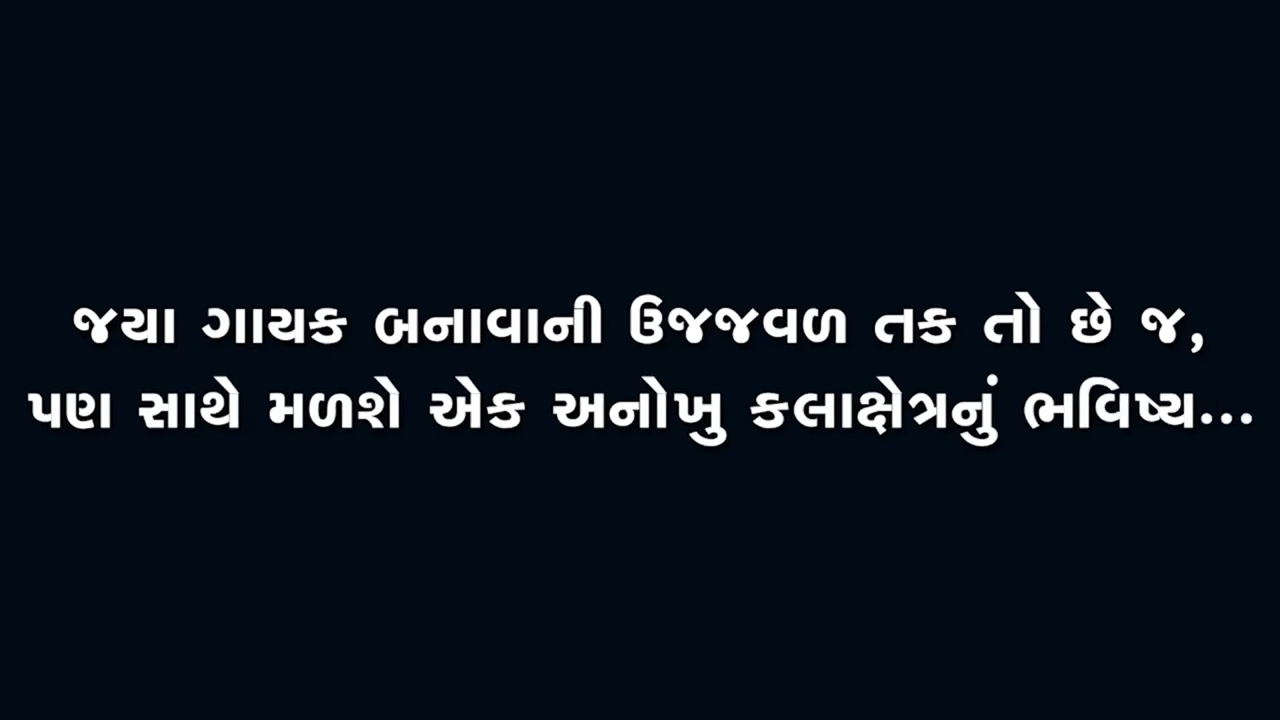 જયા ગાયક બનાવાની ઉજજવળ તક તો છે જ,
પણ સાથે મળશે એક અનોખુ કલાક્ષેત્રનું ભવિષ્ય...